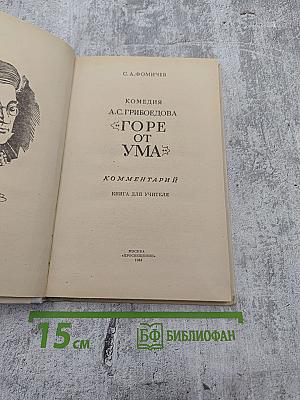 С. А. ФОМИЧЕВ
КОМЕДИЯ
А. С. ГРИБОЕДОВА
«ГОРЕ
ОТ
УМА»
КОММЕНТАРИЙ
КНИГА ДЛЯ УЧИТЕЛЯ
МОСКВА
«ПРОСВЕЩЕНИЕ»
15 см
БФ БИБЛИОФАН